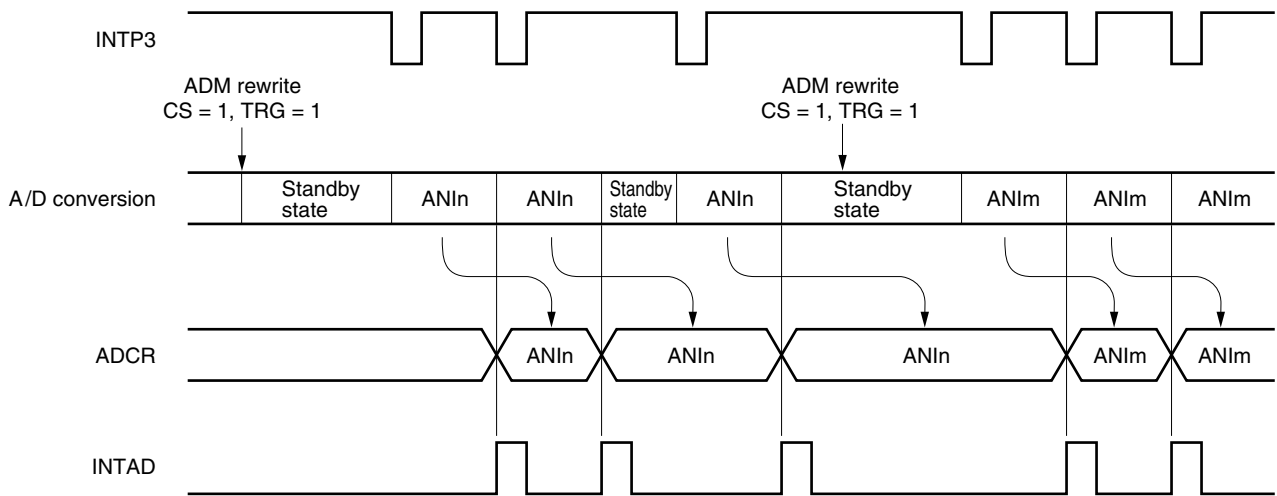 INTP3
ADM rewrite
CS = 1, TRG = 1
ADM rewrite
CS = 1, TRG = 1
A/D conversion
Standby
state
ANIn
ANIn
Standby
state
ANIn
Standby
state
ANIm
ANIm
ANIm
ADCR
ANIn
ANIn
ANIn
ANIm
ANIm
INTAD